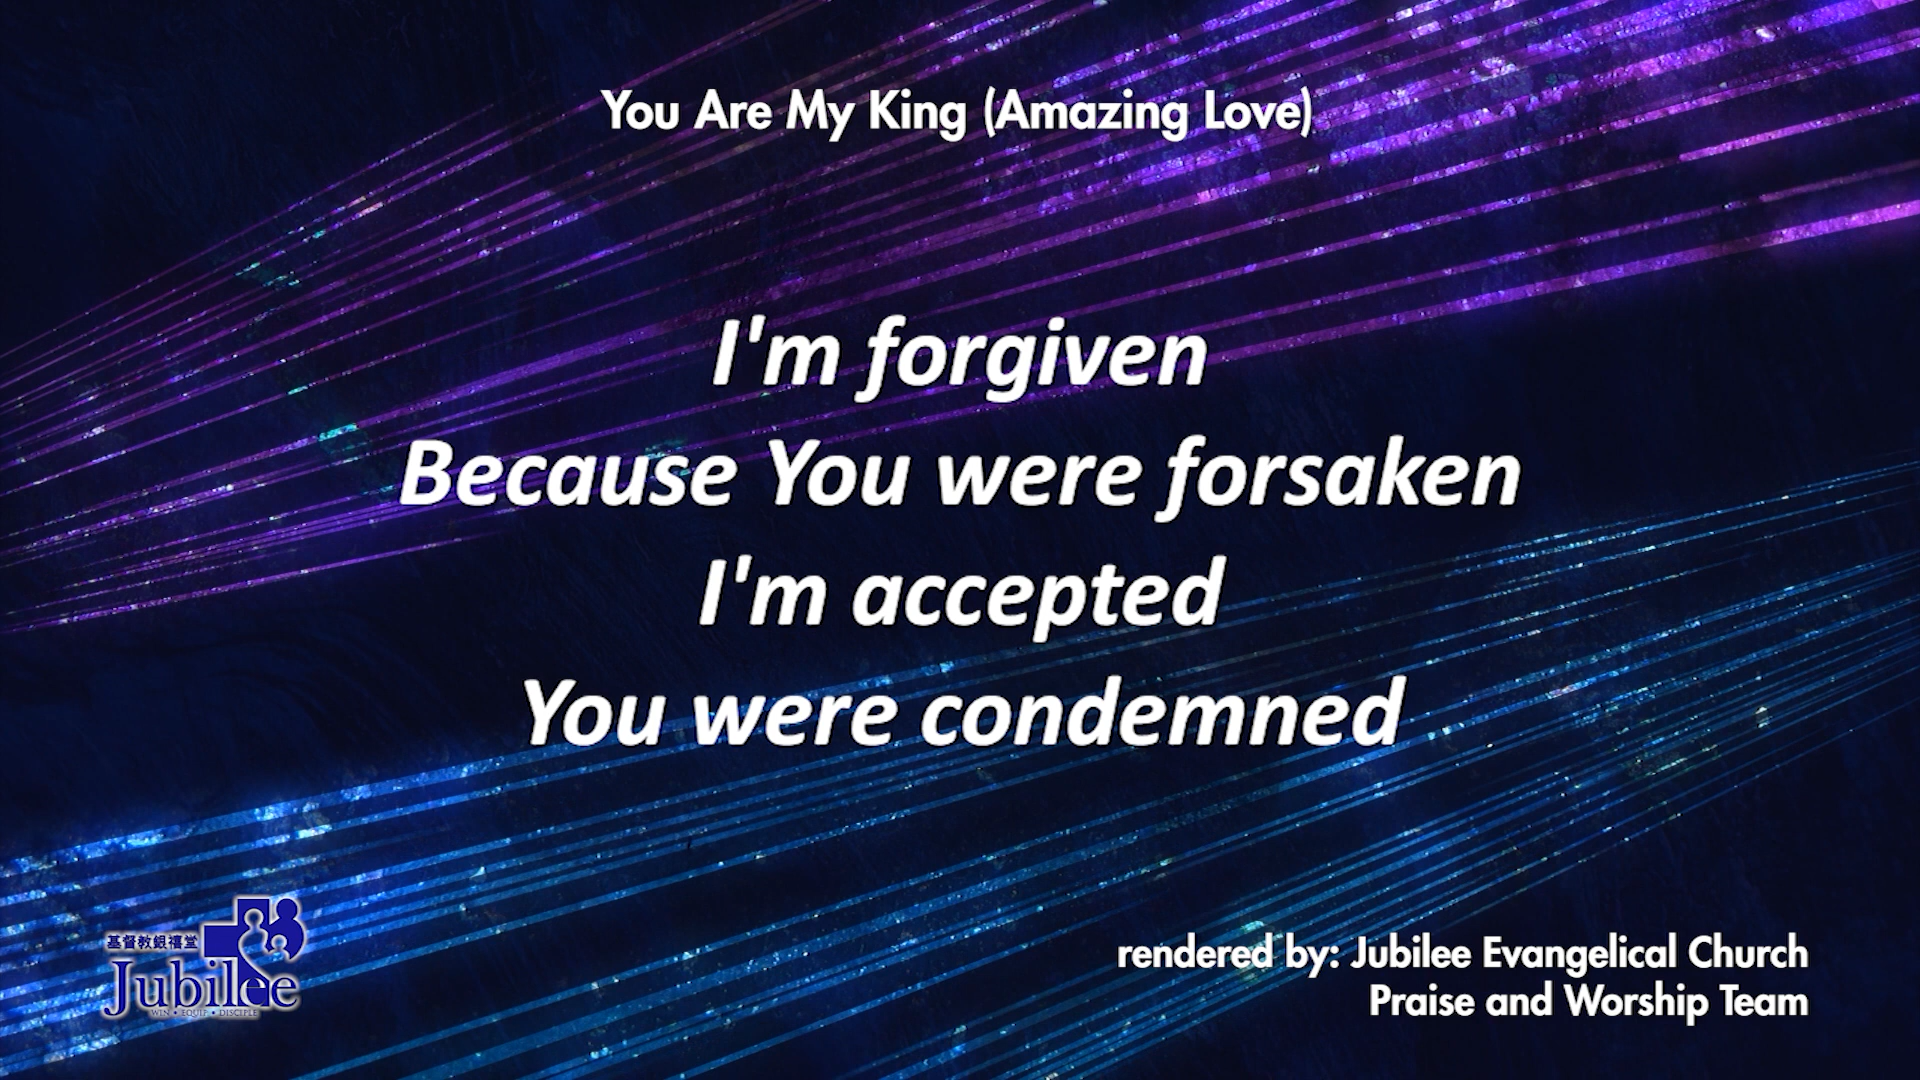 You Are My King (Amazing Love)
I'm forgiven
Because You were forsaken
I'm accepted
You were condemned
基督教銀禧堂
Jubilee
WIN • EQUIP • DISCIPLE
rendered by: Jubilee Evangelical Church
Praise and Worship Team